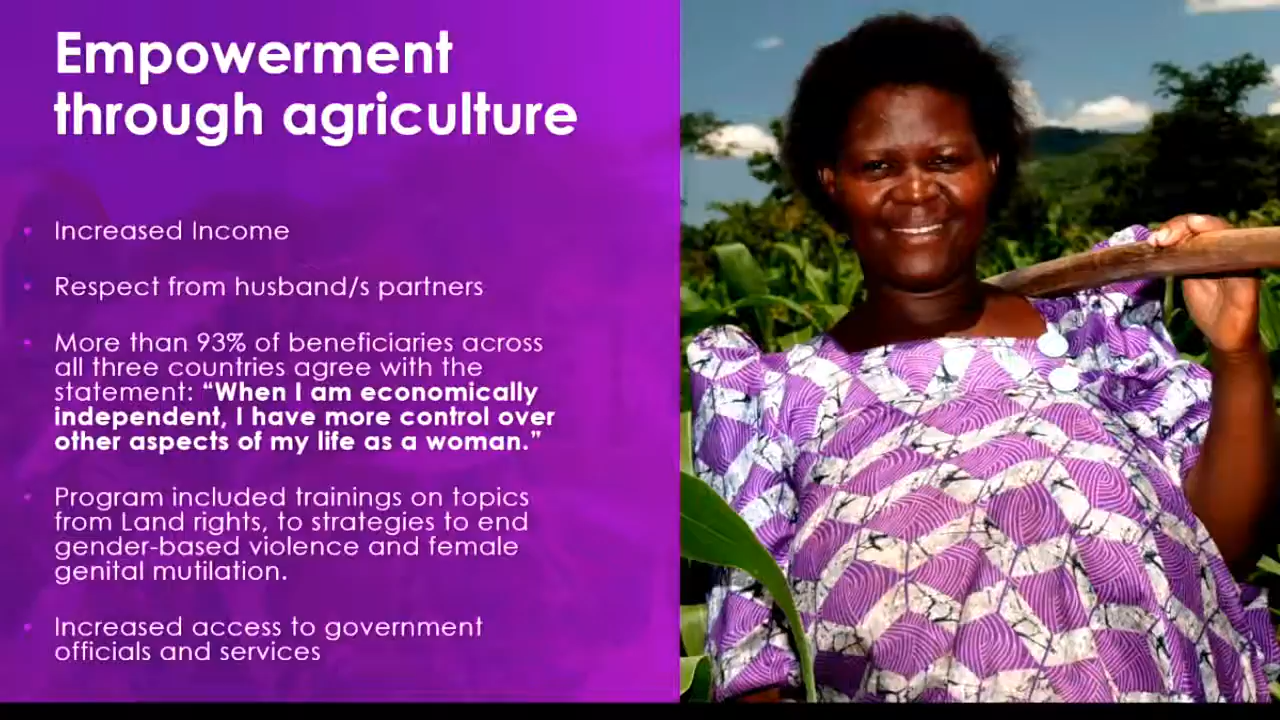 Empowerment
through agriculture
• Increased Income
• Respect from husband/s partners
• More than 93% of beneficiaries across
all three countries agree with the
statement: “When I am economically
independent, I have more control over
other aspects of my life as a woman.”
• Program included trainings on topics
from Land rights, to strategies to end
gender-based violence and female
genital mutilation.
• Increased access to government
officials and services